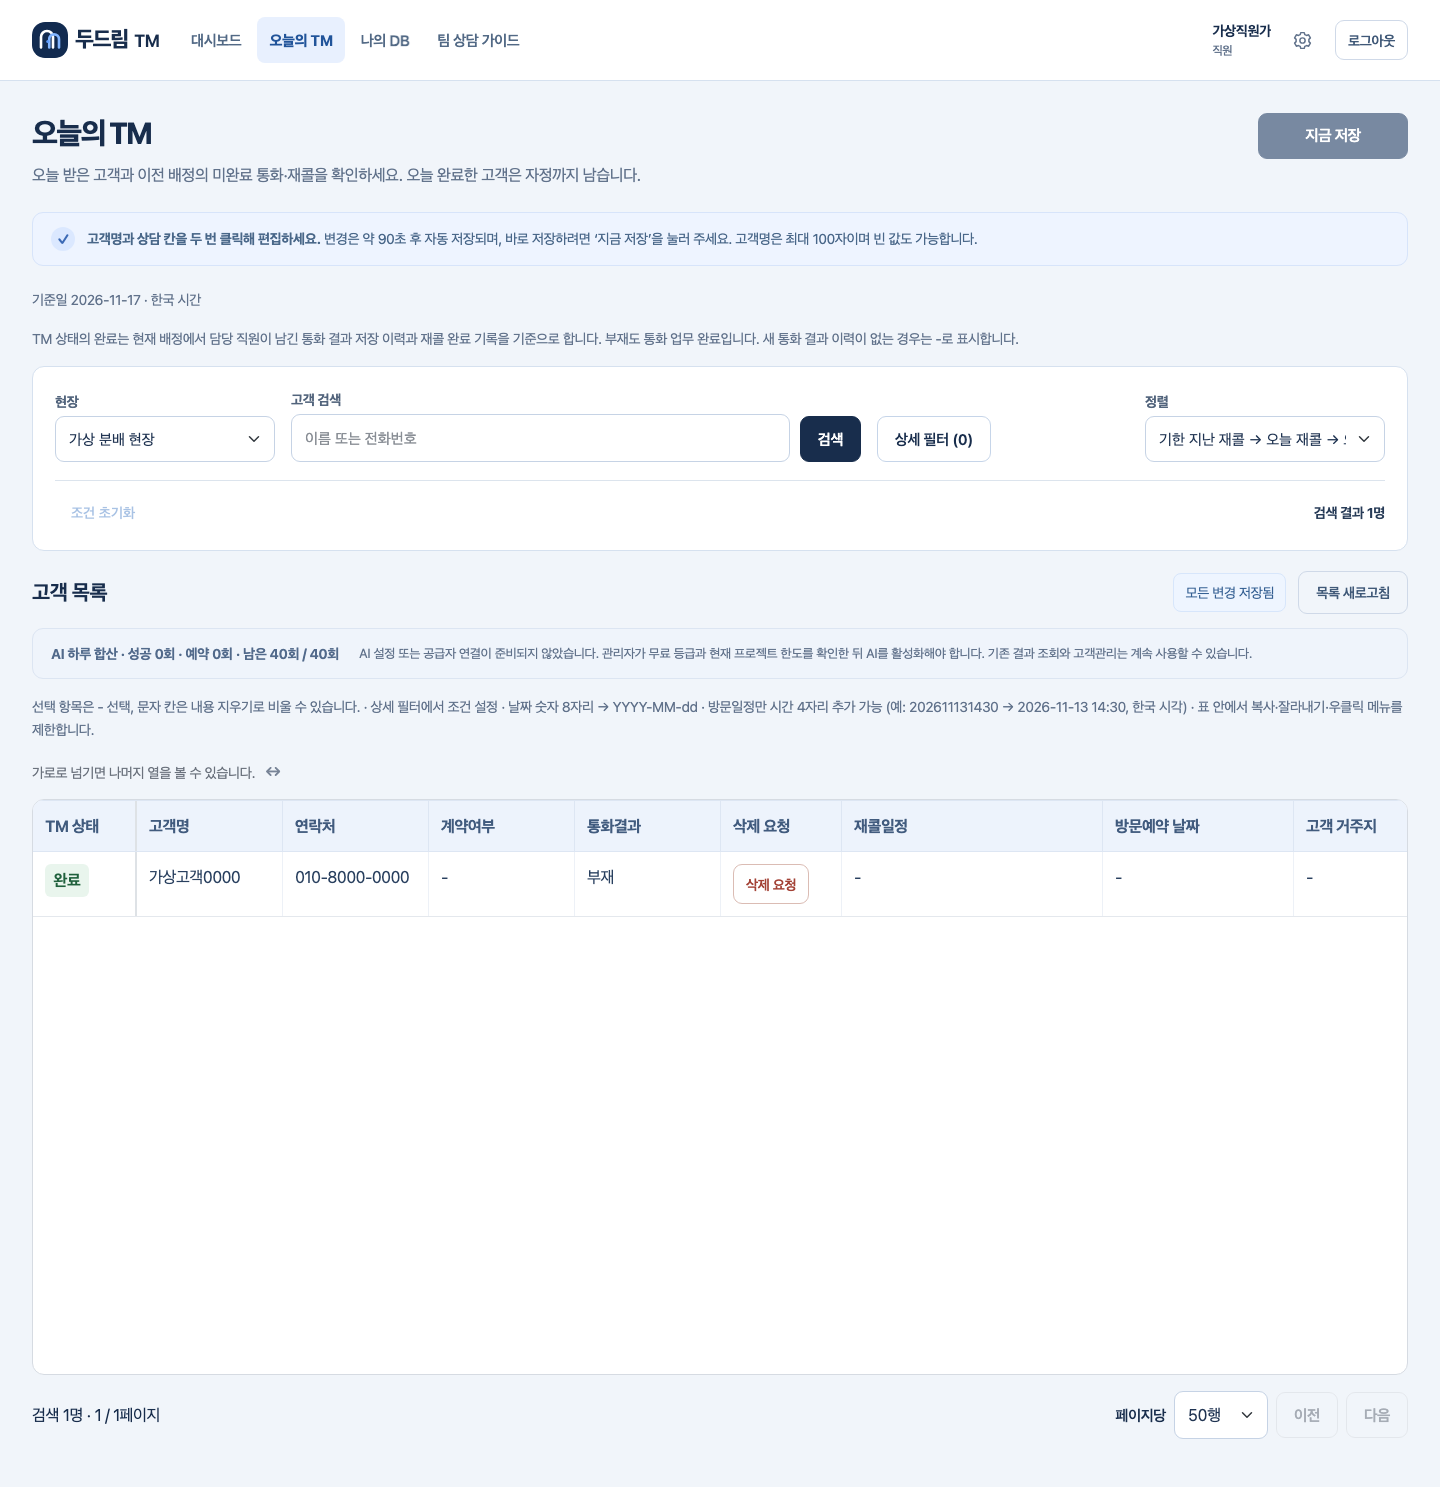 두드림 TM
대시보드
오늘의 TM
나의 DB
팀 상담 가이드
가상직원가
직원
로그아웃
오늘의 TM
지금 저장
오늘 받은 고객과 이전 배정의 미완료 통화·재콜을 확인하세요. 오늘 완료한 고객은 자정까지 남습니다.
고객명과 상담 칸을 두 번 클릭해 편집하세요. 변경은 약 90초 후 자동 저장되며, 바로 저장하려면 ‘지금 저장’을 눌러 주세요. 고객명은 최대 100자이며 빈 값도 가능합니다.
기준일 2026-11-17 · 한국 시간
TM 상태의 완료는 현재 배정에서 담당 직원이 남긴 통화 결과 저장 이력과 재콜 완료 기록을 기준으로 합니다. 부재도 통화 업무 완료입니다. 새 통화 결과 이력이 없는 경우는 -로 표시합니다.
현장
고객 검색
정렬
가상 분배 현장
이름 또는 전화번호
검색
상세 필터 (0)
기한 지난 재콜 → 오늘 재콜 →
조건 초기화
검색 결과 1명
고객 목록
모든 변경 저장됨
목록 새로고침
AI 하루 합산 · 성공 0회 · 예약 0회 · 남은 40회 / 40회
AI 설정 또는 공급자 연결이 준비되지 않았습니다. 관리자가 무료 등급과 현재 프로젝트 한도를 확인한 뒤 AI를 활성화해야 합니다. 기존 결과 조회와 고객관리는 계속 사용할 수 있습니다.
선택 항목은 - 선택, 문자 칸은 내용 지우기로 비울 수 있습니다. · 상세 필터에서 조건 설정 · 날짜 숫자 8자리 → YYYY-MM-dd · 방문일정만 시간 4자리 추가 가능 (예: 202611131430 → 2026-11-13 14:30, 한국 시각) · 표 안에서 복사·잘라내기·우클릭 메뉴를
제한합니다.
가로로 넘기면 나머지 열을 볼 수 있습니다. ↔
TM 상태
고객명
연락처
계약여부
통화결과
삭제 요청
재콜일정
방문예약 날짜
고객 거주지
완료
가상고객0000
010-8000-0000
-
부재
삭제 요청
-
-
-
검색 1명 · 1 / 1페이지
페이지당
50행
이전
다음